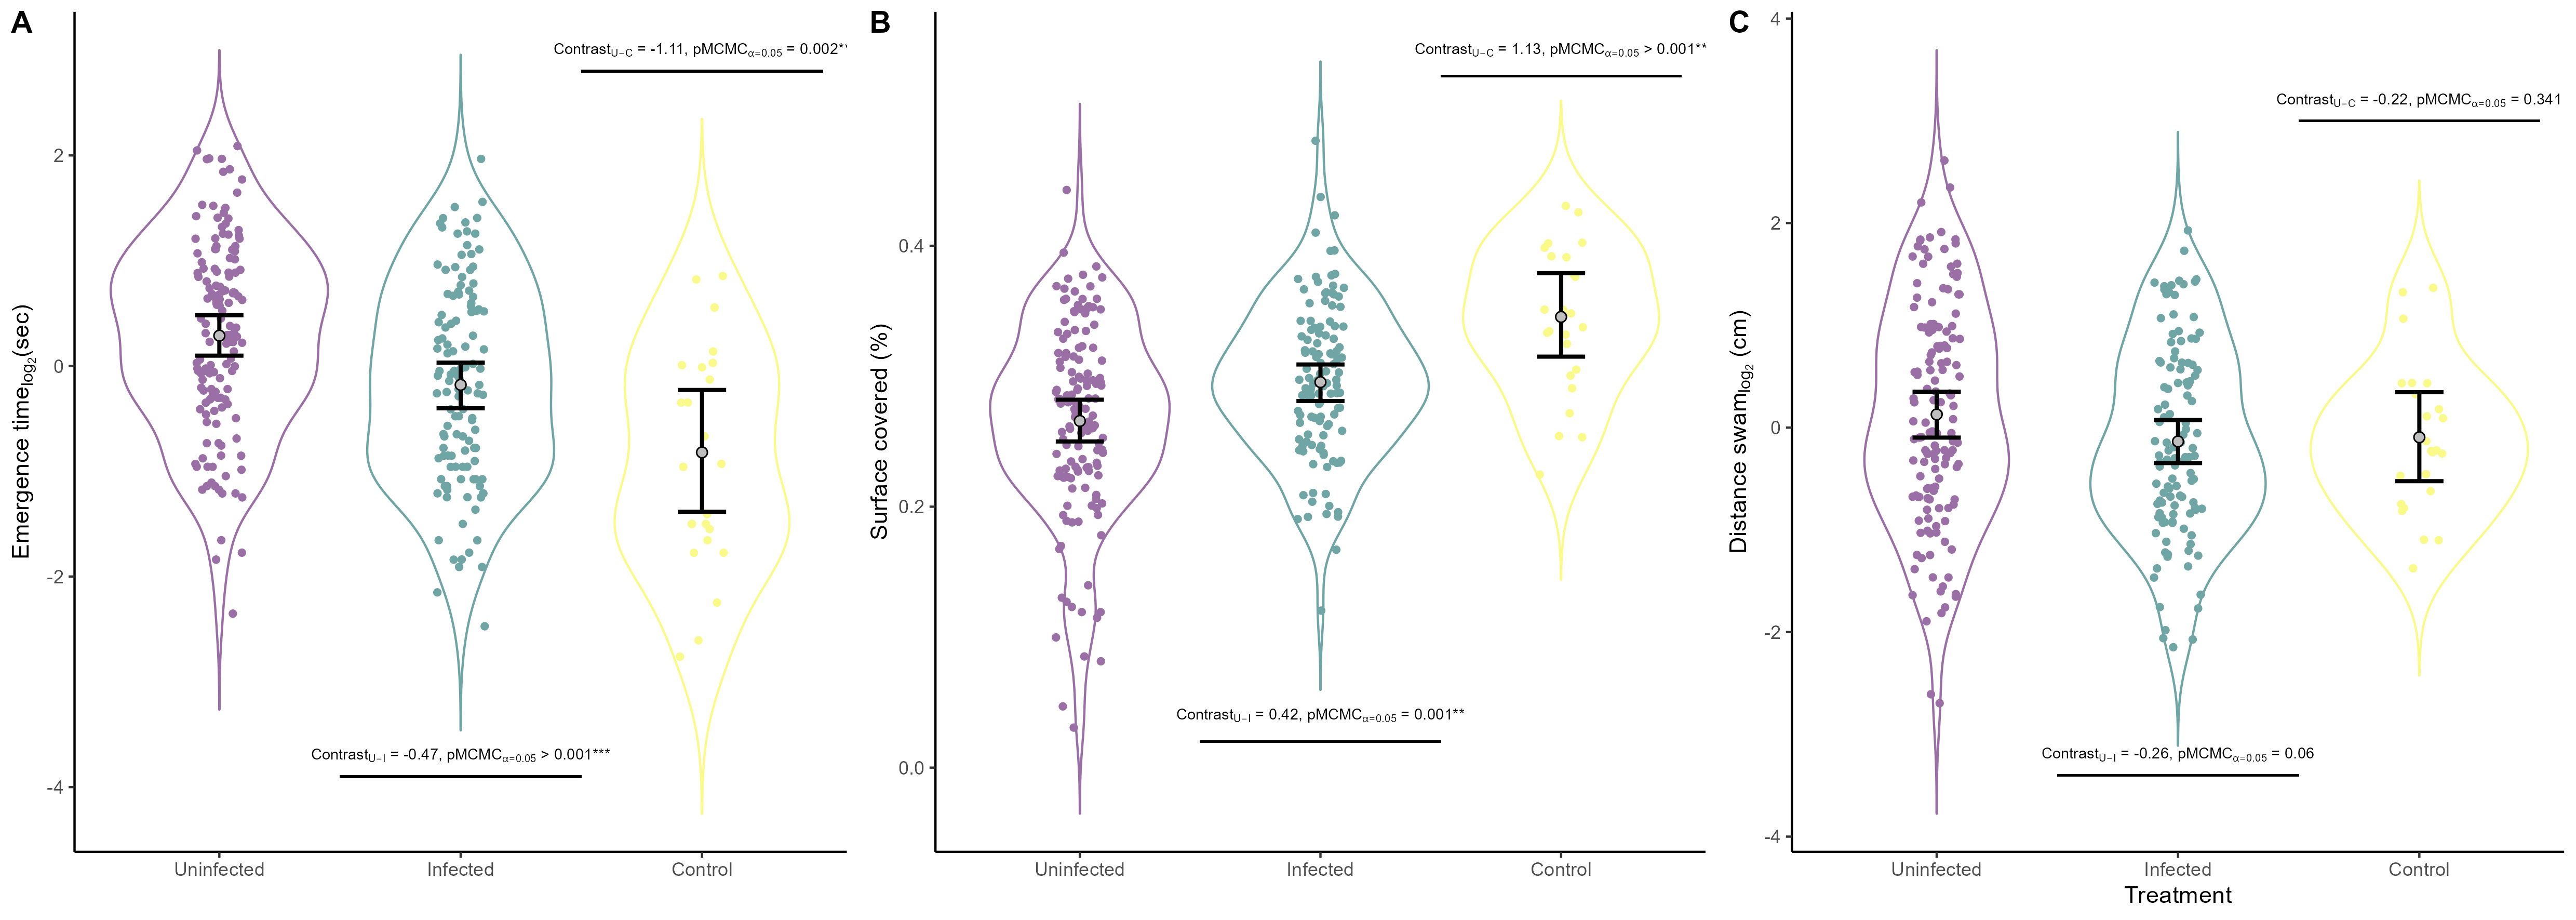 A
Contrast U−C = -1.11, pMCMC α=0.05 = 0.002*
Emergence time log2 (sec)
2
0
-2
-4
Contrast U−I = -0.47, pMCMC α=0.05 > 0.001***
Uninfected Infected Control
B
Contrast U−C = 1.13, pMCMC α=0.05 > 0.001**
Surface covered (%)
0.4
0.2
0.0
Contrast U−I = 0.42, pMCMC α=0.05 = 0.001**
Uninfected Infected Control
C
4
Contrast U−C = -0.22, pMCMC α=0.05 = 0.341
Distance swam log2 (cm)
2
0
-2
-4
Contrast U−I = -0.26, pMCMC α=0.05 = 0.06
Uninfected Infected Control
Treatment